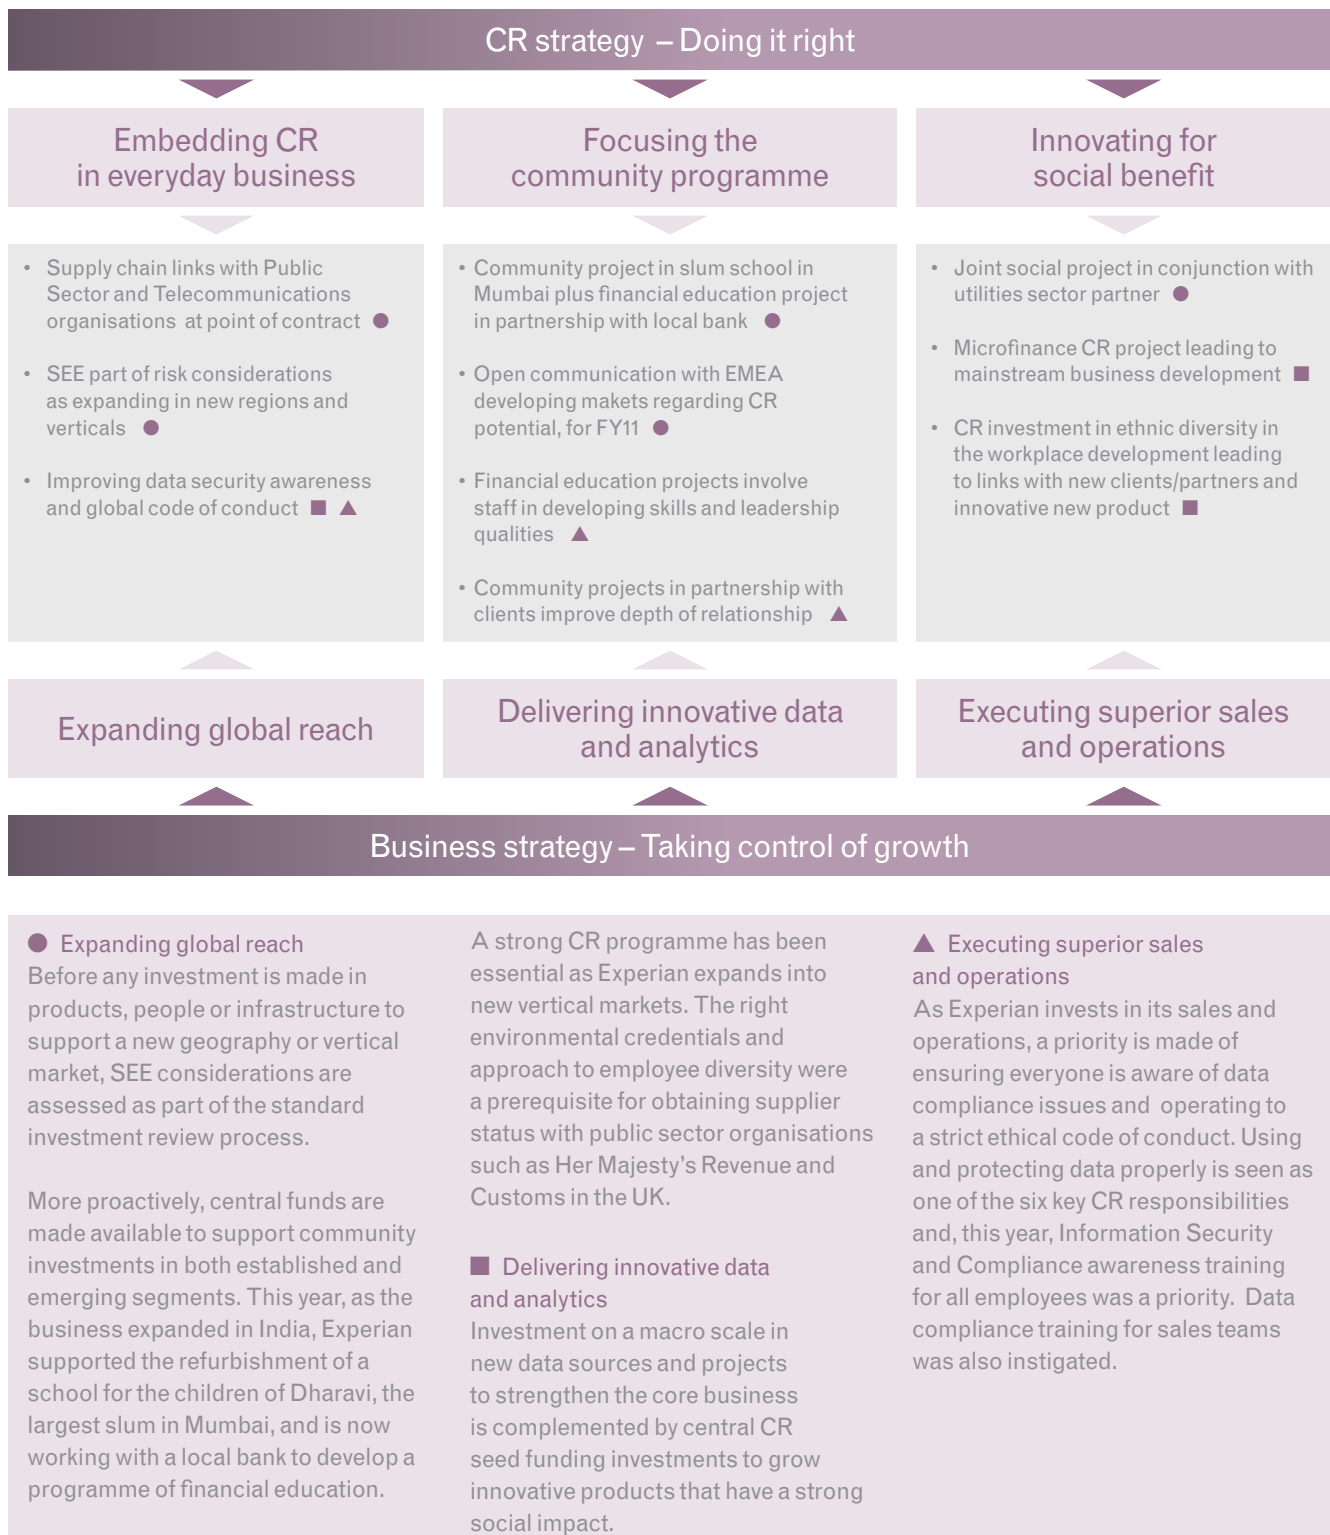 CR strategy – Doing it right
Embedding CR
in everyday business
Focusing the
community programme
Innovating for
social benefit
• Supply chain links with Public
Sector and Telecommunications
organisations at point of contract ●
• SEE part of risk considerations
as expanding in new regions and
verticals ●
• Improving data security awareness
and global code of conduct ■ ▲
• Community project in slum school in
Mumbai plus financial education project
in partnership with local bank ●
• Open communication with EMEA
developing makets regarding CR
potential, for FY11 ●
• Financial education projects involve
staff in developing skills and leadership
qualities ▲
• Community projects in partnership with
clients improve depth of relationship ▲
• Joint social project in conjunction with
utilities sector partner ●
• Microfinance CR project leading to
mainstream business development ■
• CR investment in ethnic diversity in
the workplace development leading
to links with new clients/partners and
innovative new product ■
Expanding global reach
Delivering innovative data
and analytics
Executing superior sales
and operations
Business strategy – Taking control of growth
● Expanding global reach
Before any investment is made in
products, people or infrastructure to
support a new geography or vertical
market, SEE considerations are
assessed as part of the standard
investment review process.
More proactively, central funds are
made available to support community
investments in both established and
emerging segments. This year, as the
business expanded in India, Experian
supported the refurbishment of a
school for the children of Dharavi, the
largest slum in Mumbai, and is now
working with a local bank to develop a
programme of financial education.
A strong CR programme has been
essential as Experian expands into
new vertical markets. The right
environmental credentials and
approach to employee diversity were
a prerequisite for obtaining supplier
status with public sector organisations
such as Her Majesty's Revenue and
Customs in the UK.
■ Delivering innovative data
and analytics
Investment on a macro scale in
new data sources and projects
to strengthen the core business
is complemented by central CR
seed funding investments to grow
innovative products that have a strong
social impact.
▲ Executing superior sales
and operations
As Experian invests in its sales and
operations, a priority is made of
ensuring everyone is aware of data
compliance issues and operating to
a strict ethical code of conduct. Using
and protecting data properly is seen as
one of the six key CR responsibilities
and, this year, Information Security
and Compliance awareness training
for all employees was a priority. Data
compliance training for sales teams
was also instigated.